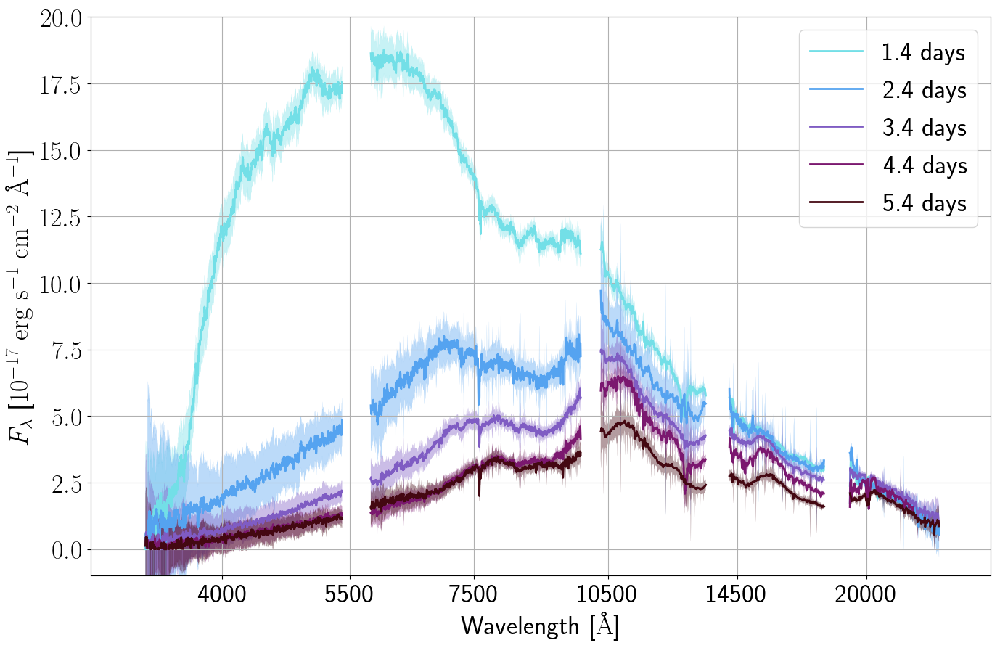 20.0
17.5
15.0
12.5
10.0
7.5
5.0
2.5
0.0
F_λ [10⁻¹⁷ erg s⁻¹ cm⁻² Å⁻¹]
4000 5500 7500 10500 14500 20000
Wavelength [Å]
1.4 days
2.4 days
3.4 days
4.4 days
5.4 days